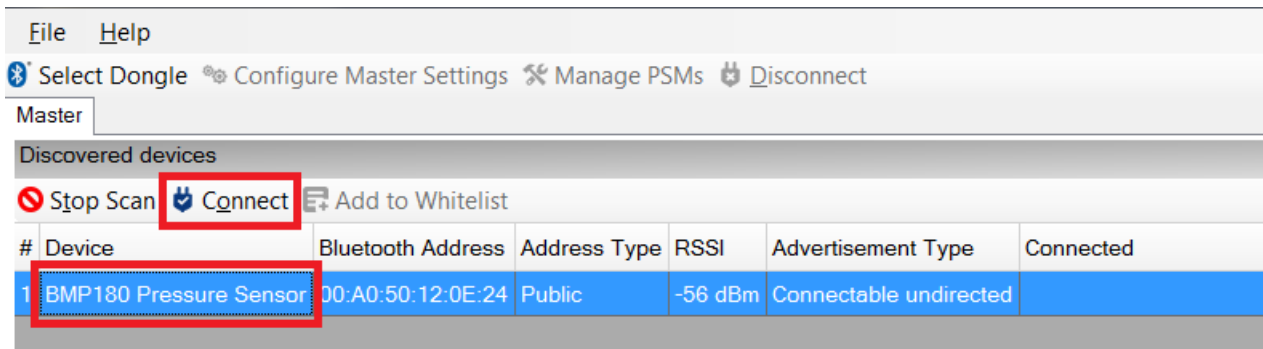 File Help
Select Dongle Configure Master Settings Manage PSMs Disconnect
Master
Discovered devices
Stop Scan Connect Add to Whitelist
# Device Bluetooth Address Address Type RSSI Advertisement Type Connected
1 BMP180 Pressure Sensor 00:A0:50:12:0E:24 Public -56 dBm Connectable undirected